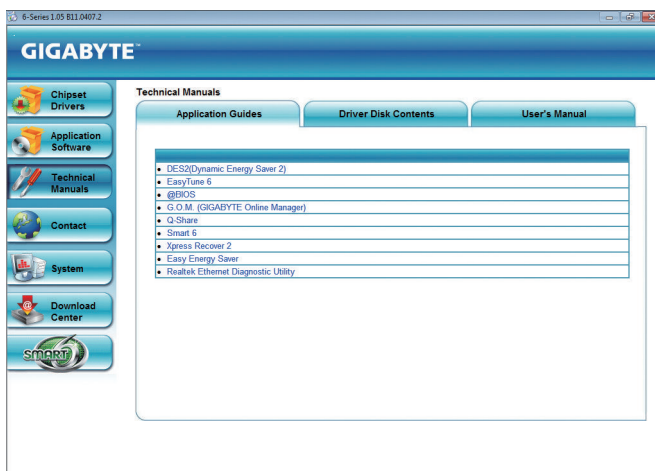 6-Series 1.05 B11.0407.2
GIGABYTE™
Chipset
Drivers
Application
Software
Technical
Manuals
Contact
System
Download
Center
SMART6
Technical Manuals
Application Guides
Driver Disk Contents
User's Manual
• DES2(Dynamic Energy Saver 2)
• EasyTune 6
• @BIOS
• G.O.M. (GIGABYTE Online Manager)
• Q-Share
• Smart 6
• Xpress Recover 2
• Easy Energy Saver
• Realtek Ethernet Diagnostic Utility